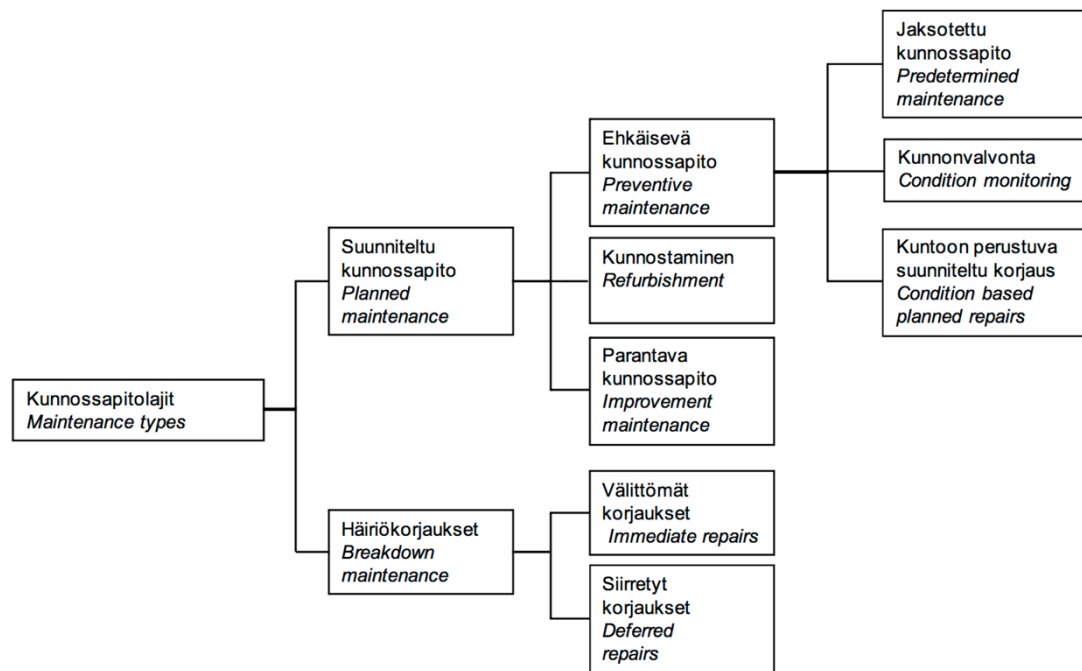 Kunnossapitolajit
Maintenance types
Suunniteltu
kunnossapito
Planned
maintenance
Häiriökorjaukset
Breakdown
maintenance
Ehkäisevä
kunnossapito
Preventive
maintenance
Kunnostaminen
Refurbishment
Parantava
kunnossapito
Improvement
maintenance
Välittömät
korjaukset
Immediate repairs
Siirretyt
korjaukset
Deferred
repairs
Jaksotettu
kunnossapito
Predetermined
maintenance
Kunnonvalvonta
Condition monitoring
Kuntoon perustuva
suunniteltu korjaus
Condition based
planned repairs